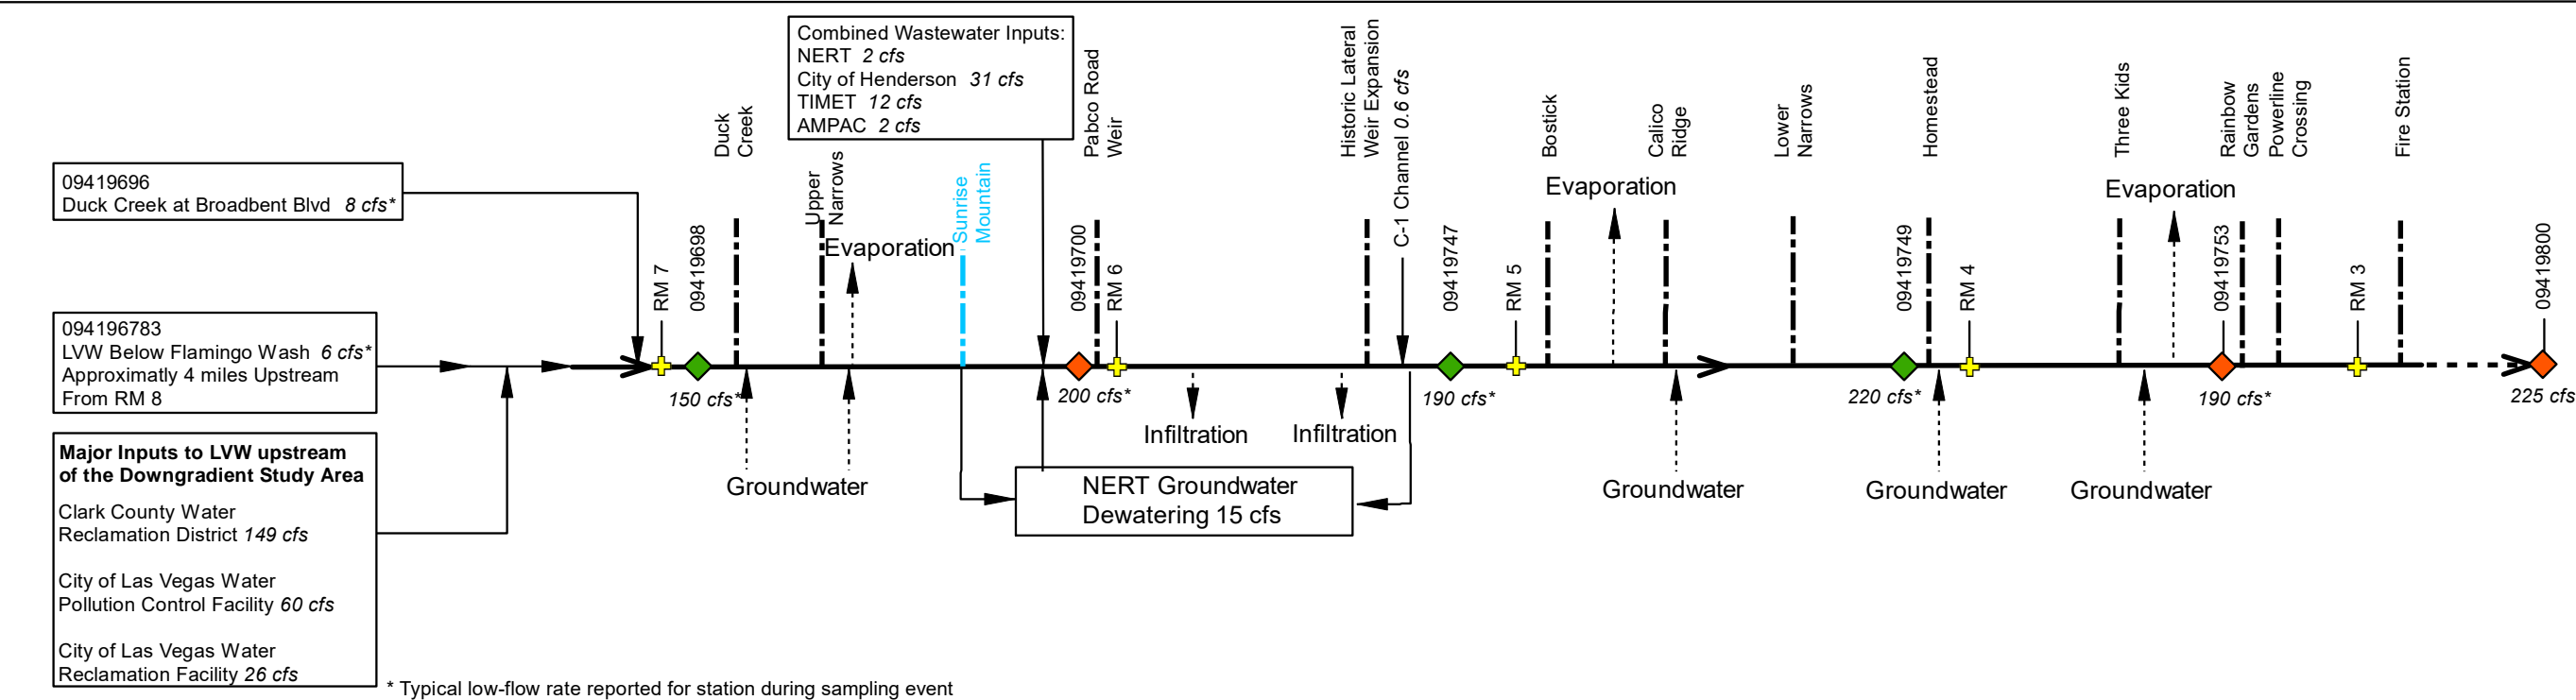 Combined Wastewater Inputs:
NERT 2 cfs
City of Henderson 31 cfs
TIMET 12 cfs
AMPAC 2 cfs
09419696
Duck Creek at Broadbent Blvd 8 cfs*
094196783
LVW Below Flamingo Wash 6 cfs*
Approximatly 4 miles Upstream
From RM 8
Major Inputs to LVW upstream
of the Downgradient Study Area
Clark County Water
Reclamation District 149 cfs
City of Las Vegas Water
Pollution Control Facility 60 cfs
City of Las Vegas Water
Reclamation Facility 26 cfs
RM 7
09419698
150 cfs*
Duck
Creek
Upper
Narrows
Evaporation
Sunrise
Mountain
09419700
200 cfs*
Pabco Road
Weir
RM 6
Historic Lateral
Weir Expansion
C-1 Channel 0.6 cfs
09419747
190 cfs*
RM 5
Bostick
Evaporation
Calico
Ridge
Lower
Narrows
09419749
220 cfs*
Homestead
RM 4
Three Kids
Evaporation
09419753
190 cfs*
Rainbow
Gardens
Powerline
Crossing
RM 3
Fire Station
09419800
225 cfs
Groundwater
Infiltration
Infiltration
NERT Groundwater
Dewatering 15 cfs
Groundwater
Groundwater
Groundwater
* Typical low-flow rate reported for station during sampling event